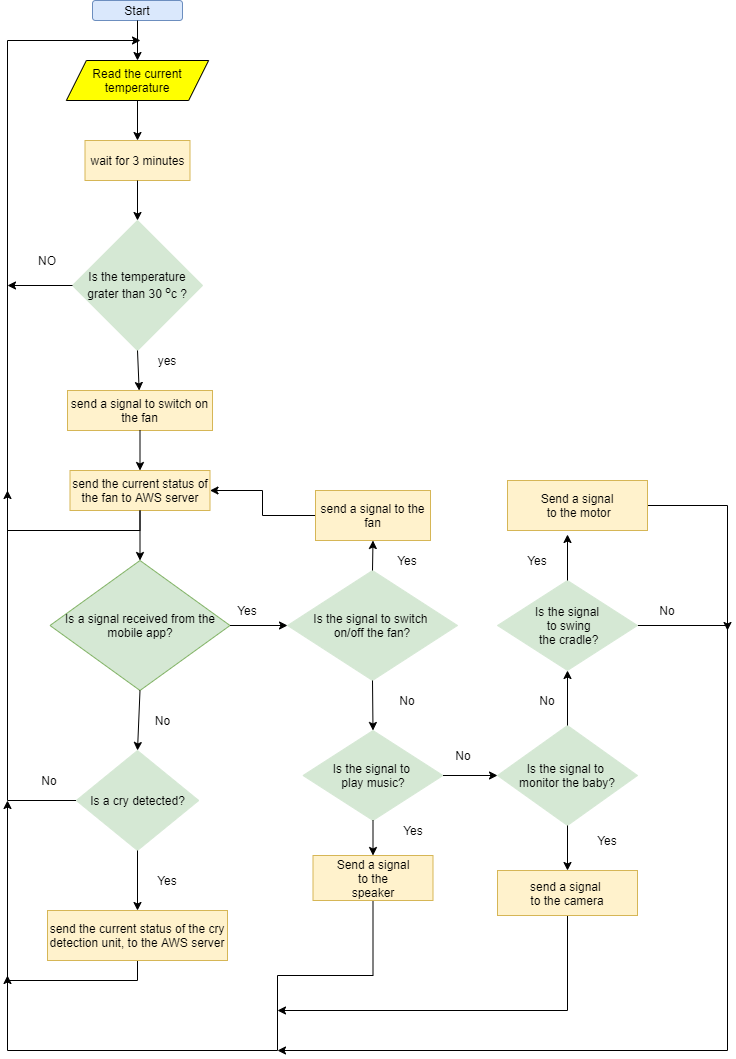 Start
Read the current
temperature
wait for 3 minutes
NO
Is the temperature
grater than 30 ⁰c ?
yes
send a signal to switch on
the fan
send the current status of
the fan to AWS server
send a signal to the
fan
Send a signal
to the motor
Yes
Yes
Is a signal received from the
mobile app?
Yes
Is the signal to switch
on/off the fan?
Is the signal
to swing
the cradle?
No
No
No
No
Is a cry detected?
No
Is the signal to
play music?
No
Is the signal to
monitor the baby?
Yes
Yes
Yes
Send a signal
to the
speaker
send a signal
to the camera
send the current status of the cry
detection unit, to the AWS server